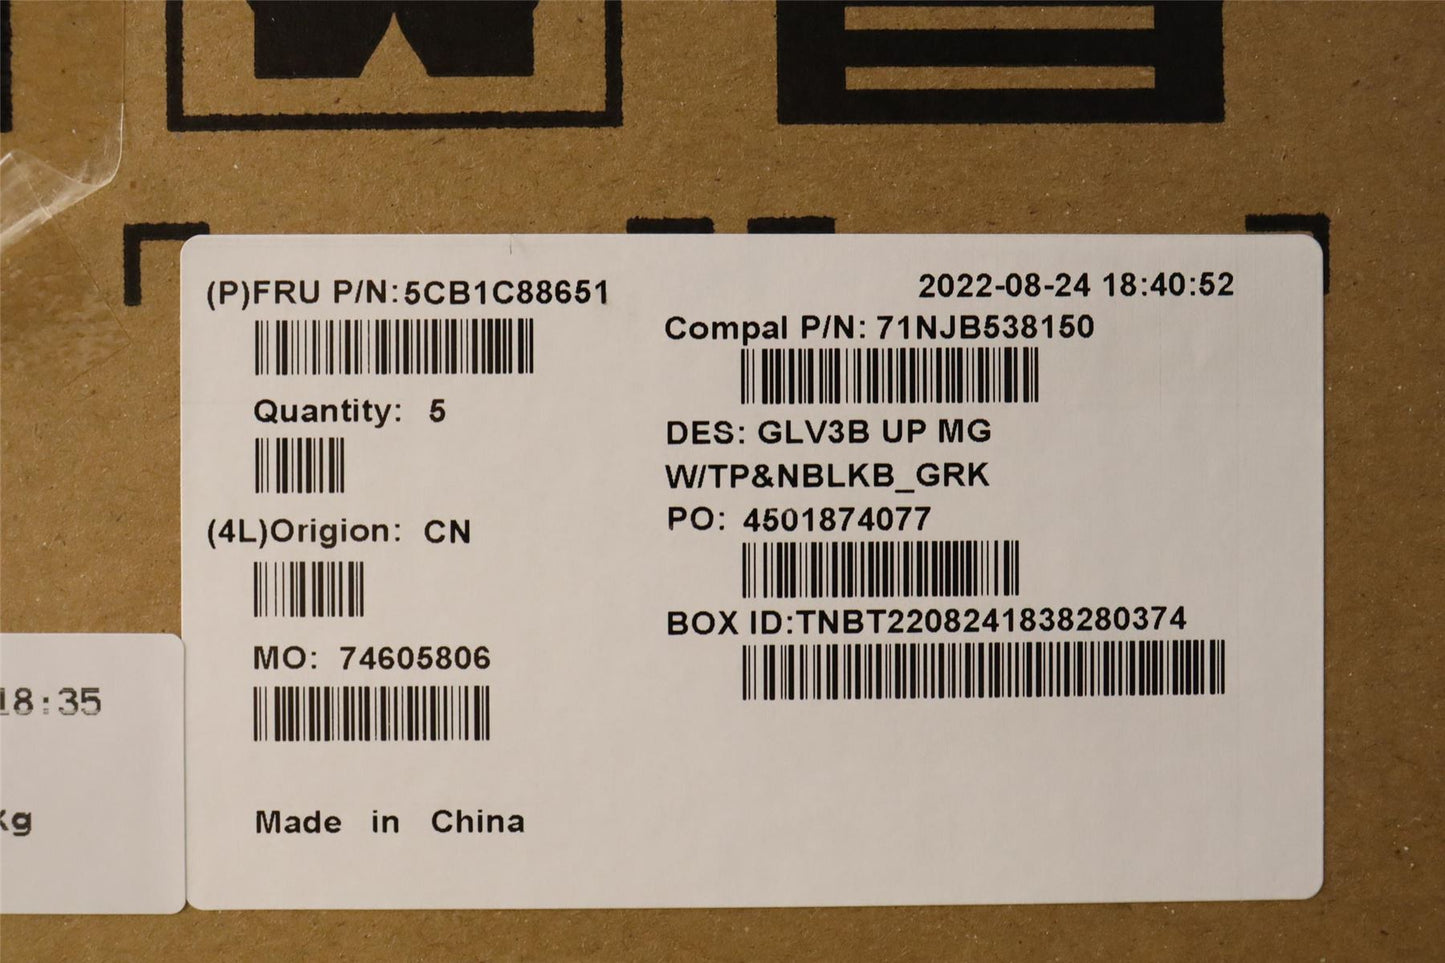 (P)FRU P/N:5CB1C88651
Quantity: 5
(4L)Origion: CN
MO: 74605806
Made in China
2022-08-24 18:40:52
Compal P/N: 71NJB538150
DES: GLV3B UP MG
W/TP&NBLKB_GRK
PO: 4501874077
BOX ID:TNBT2208241838280374
18:35
Kg